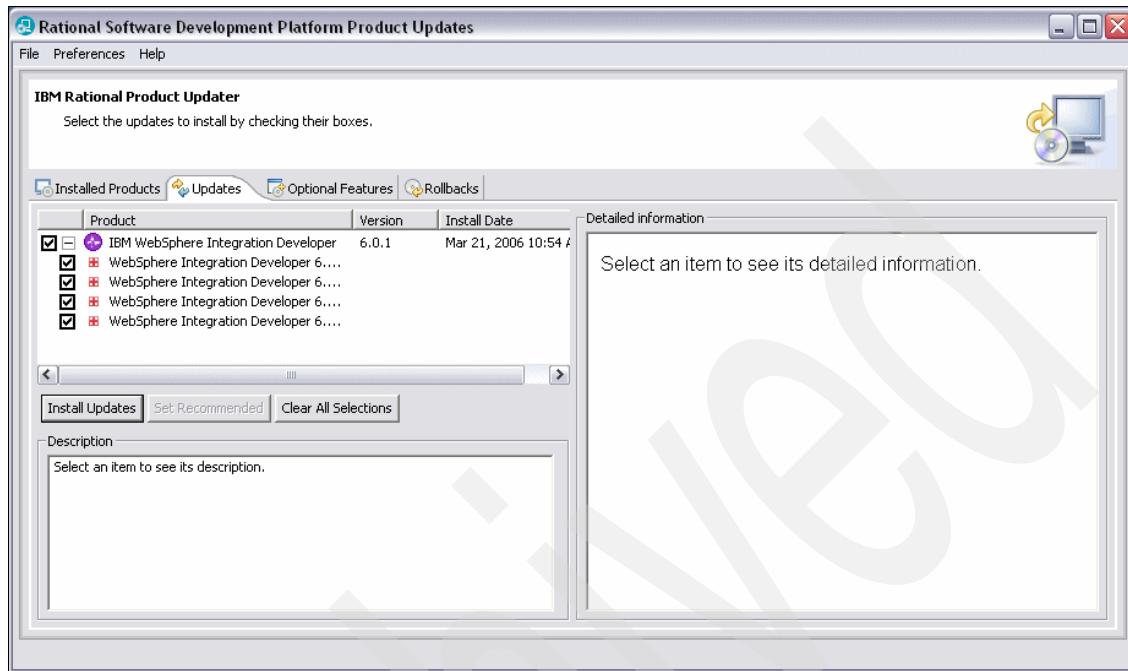 Rational Software Development Platform Product Updates
File Preferences Help
IBM Rational Product Updater
Select the updates to install by checking their boxes.
Installed Products Updates Optional Features Rollbacks
Product Version Install Date
IBM WebSphere Integration Developer 6.0.1 Mar 21, 2006 10:54 A
WebSphere Integration Developer 6....
WebSphere Integration Developer 6....
WebSphere Integration Developer 6....
WebSphere Integration Developer 6....
Install Updates Set Recommended Clear All Selections
Description
Select an item to see its description.
Detailed information
Select an item to see its detailed information.